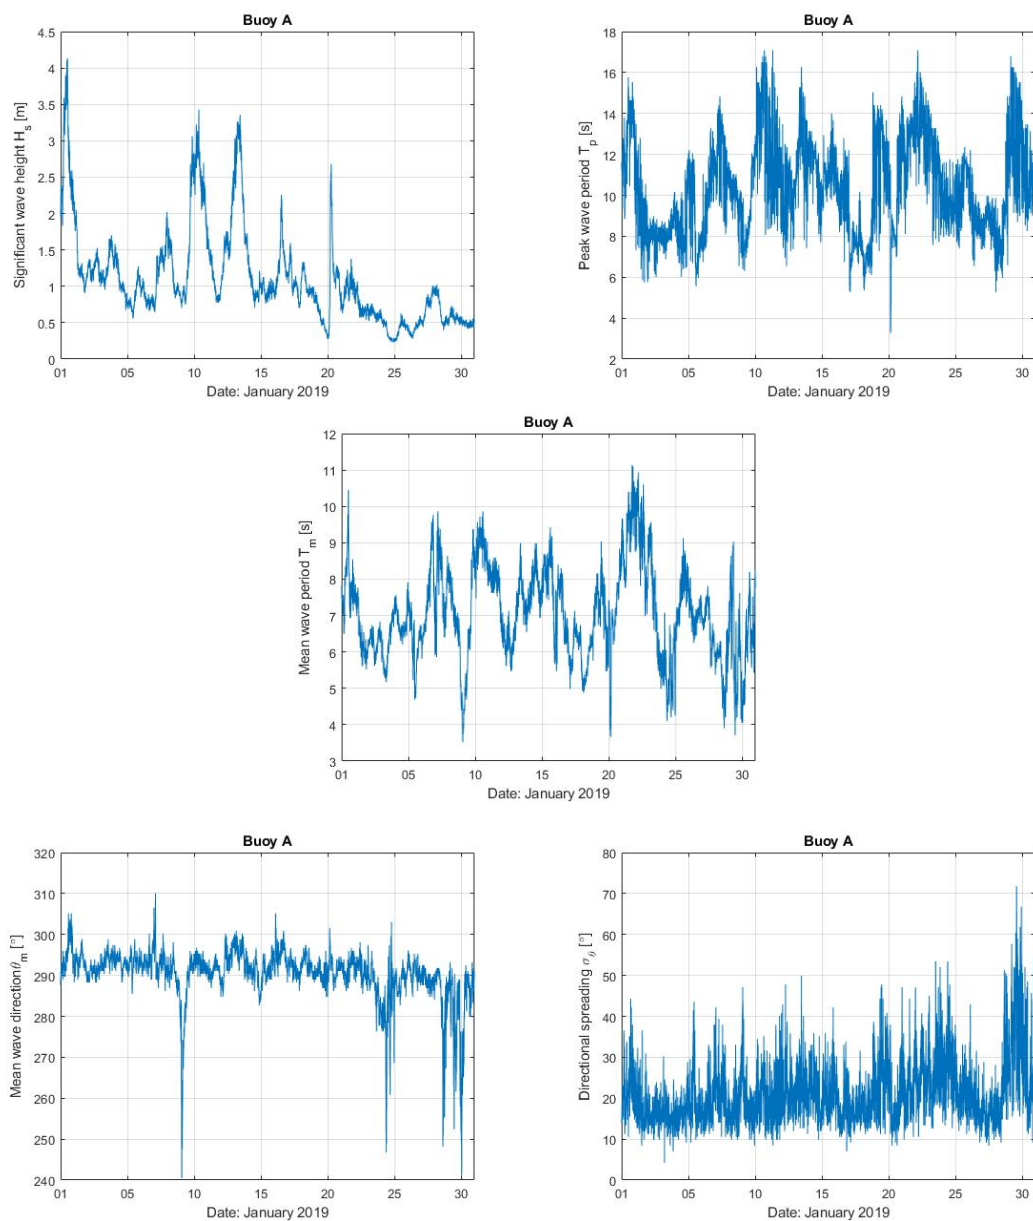 Buoy A
Significant wave height H_s [m]
4.5
4
3.5
3
2.5
2
1.5
1
0.5
0
01 05 10 15 20 25 30
Date: January 2019
Buoy A
Peak wave period T_p [s]
18
16
14
12
10
8
6
4
2
01 05 10 15 20 25 30
Date: January 2019
Buoy A
Mean wave period T_m [s]
12
11
10
9
8
7
6
5
4
3
01 05 10 15 20 25 30
Date: January 2019
Buoy A
Mean wave directionθ_m [°]
320
310
300
290
280
270
260
250
240
01 05 10 15 20 25 30
Date: January 2019
Buoy A
Directional spreading σ_θ [°]
80
70
60
50
40
30
20
10
0
01 05 10 15 20 25 30
Date: January 2019